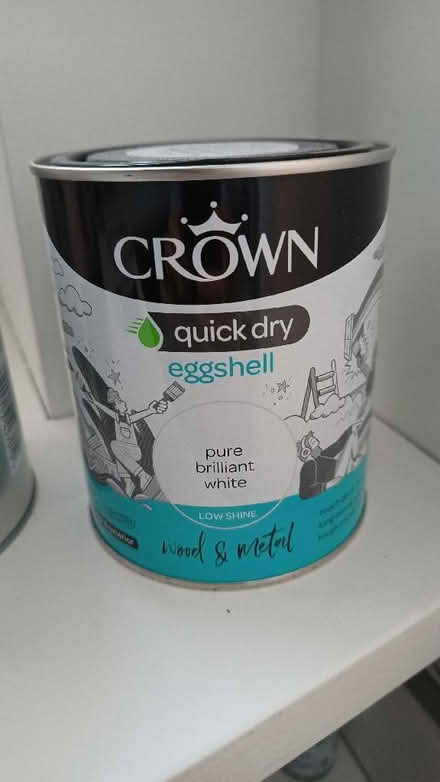 CROWN
quick dry
eggshell
pure
brilliant
white
LOW SHINE
wood & metal